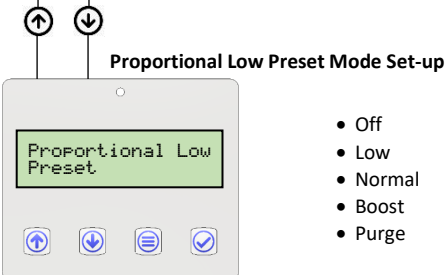 Proportional Low Preset Mode Set-up
Proportional Low
Preset
• Off
• Low
• Normal
• Boost
• Purge